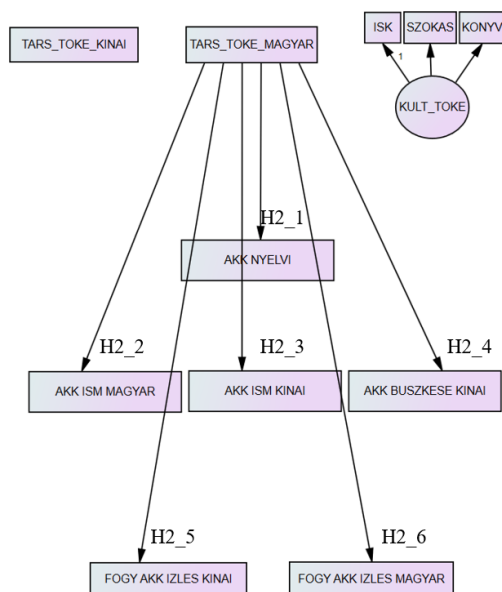 ISK
SZOKAS
KONYV
TARS_TOKE_KINAI
TARS_TOKE_MAGYAR
1
KULT_TOKE
H2_1
AKK NYELVI
H2_2
H2_3
H2_4
AKK ISM MAGYAR
AKK ISM KINAI
AKK BUSZKESE KINAI
H2_5
H2_6
FOGY AKK IZLES KINAI
FOGY AKK IZLES MAGYAR